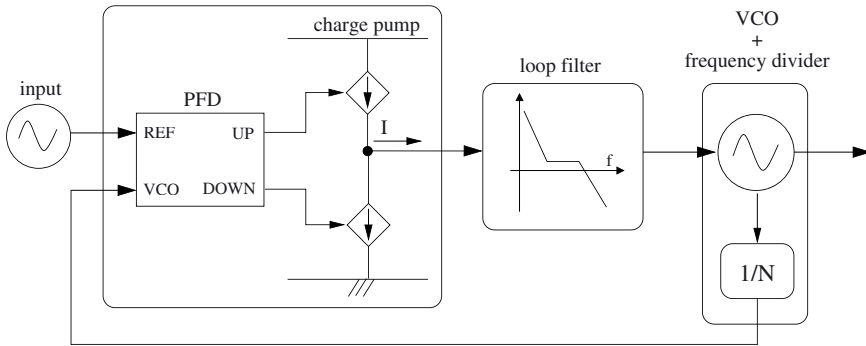 charge pump
VCO
+
frequency divider
loop filter
input
PFD
REF
UP
I
VCO
DOWN
f
1/N